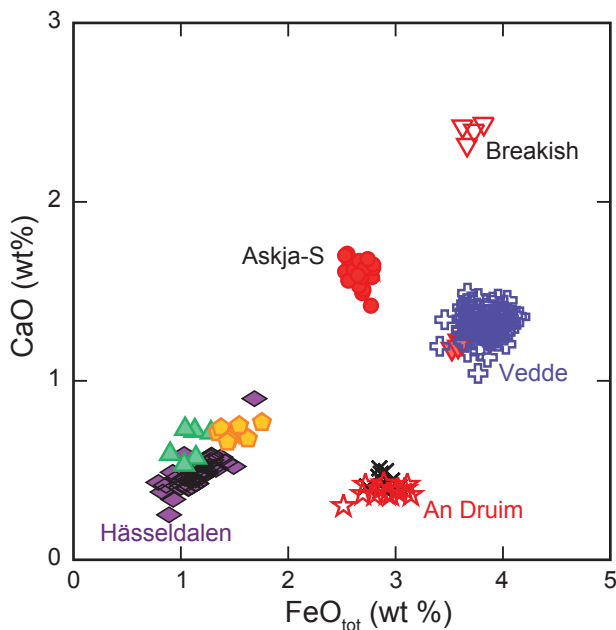 3
Breakish
2
Askja-S
CaO (wt%)
Vedde
1
An Druim
Hässeldalen
0
0 1 2 3 4 5
FeOtot (wt %)